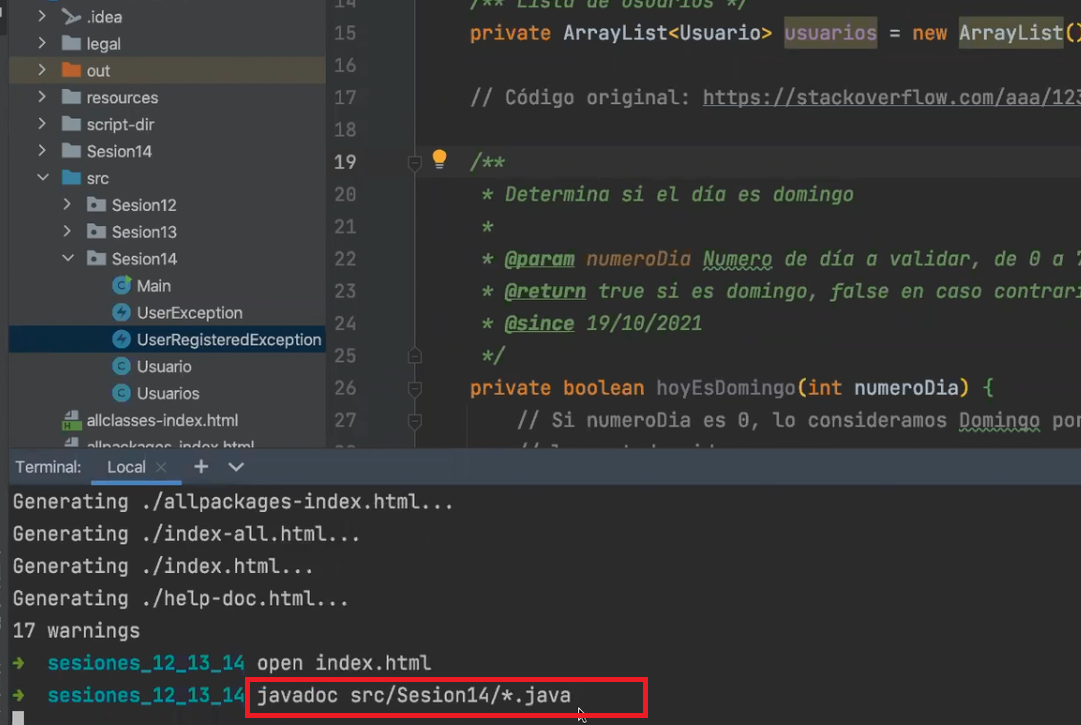 .idea
legal
out
resources
script-dir
Sesion14
src
Sesion12
Sesion13
Sesion14
Main
UserException
UserRegisteredException
Usuario
Usuarios
allclasses-index.html
allpackages-index.html
14 /** Lista de usuarios */
15 private ArrayList<Usuario> usuarios = new ArrayList()
16
17 // Código original: https://stackoverflow.com/aaa/123
18
19 /**
20 * Determina si el día es domingo
21 *
22 * @param numeroDia Numero de día a validar, de 0 a 7
23 * @return true si es domingo, false en caso contrari
24 * @since 19/10/2021
25 */
26 private boolean hoyEsDomingo(int numeroDia) {
27 // Si numeroDia es 0, lo consideramos Domingo por
Terminal: Local × +
Generating ./allpackages-index.html...
Generating ./index-all.html...
Generating ./index.html...
Generating ./help-doc.html...
17 warnings
➜ sesiones_12_13_14 open index.html
➜ sesiones_12_13_14 javadoc src/Sesion14/*.java